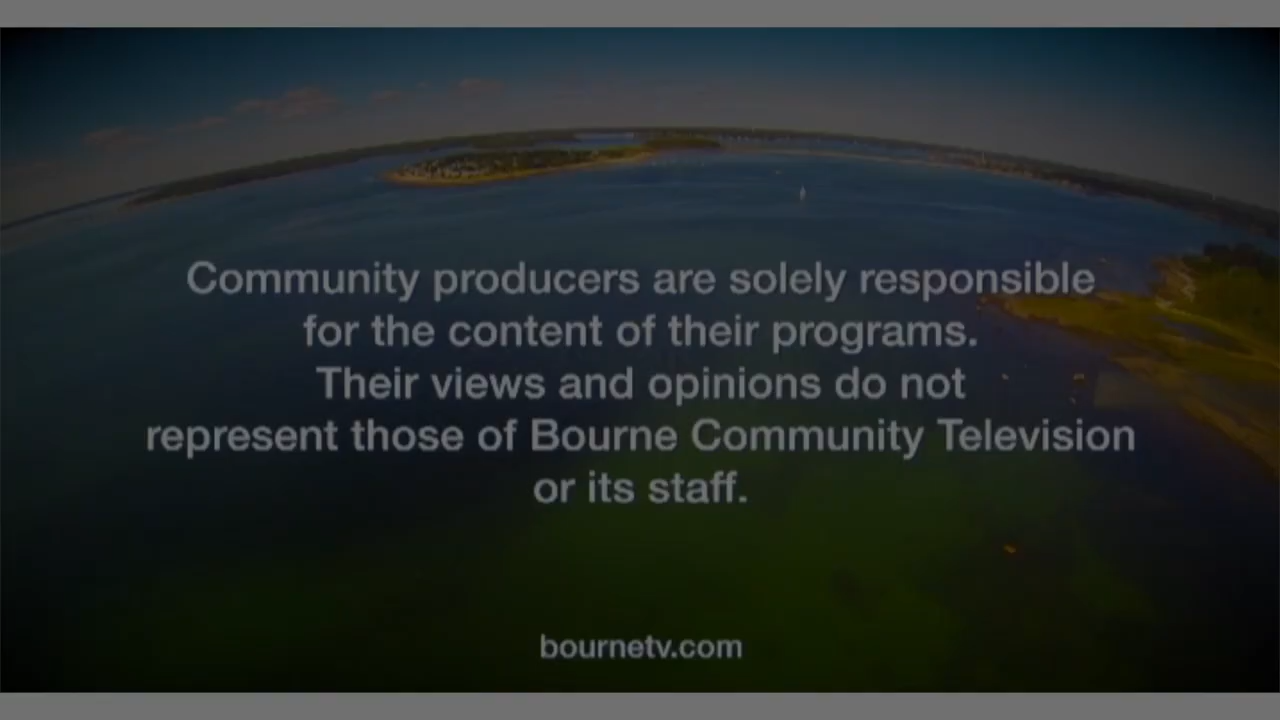 Community producers are solely responsible
for the content of their programs.
Their views and opinions do not
represent those of Bourne Community Television
or its staff.
bournetv.com